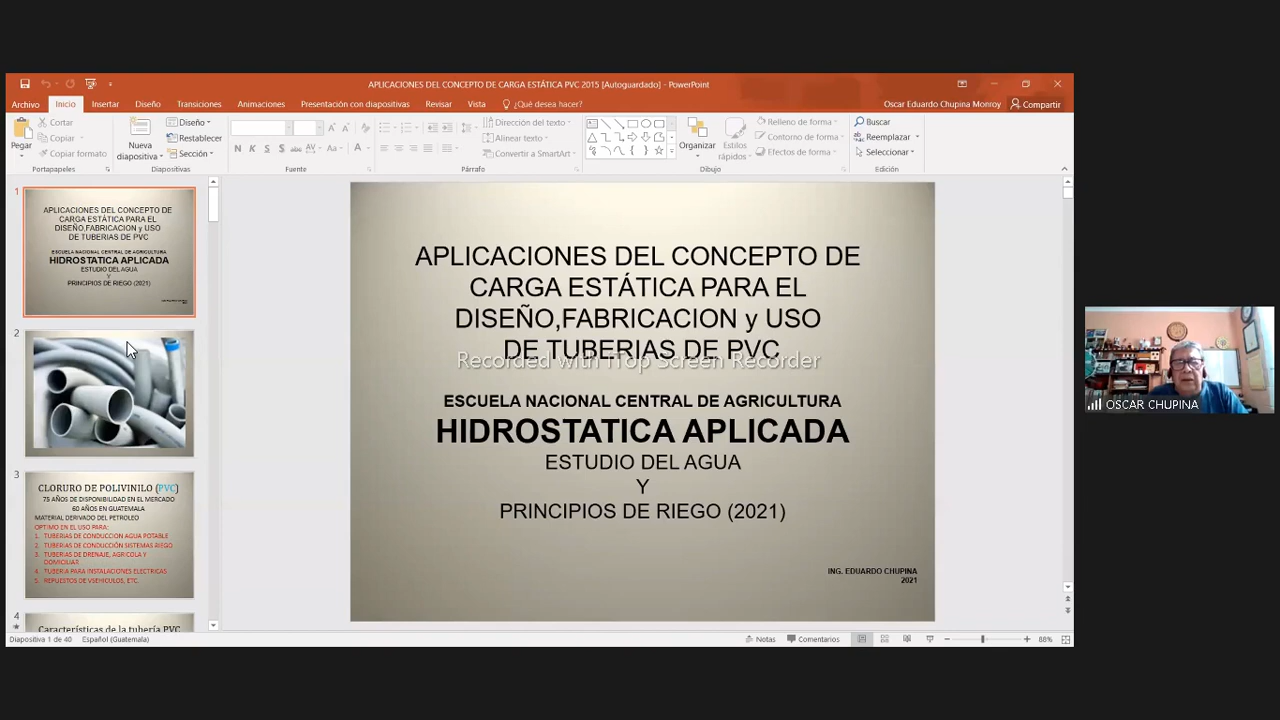 APLICACIONES DEL CONCEPTO DE CARGA ESTÁTICA PVC 2015 [Autoguardado] - PowerPoint
Archivo Inicio Insertar Diseño Transiciones Animaciones Presentación con diapositivas Revisar Vista ¿Qué desea hacer? Oscar Eduardo Chupina Monroy Compartir
Pegar
Cortar
Copiar
Copiar formato
Portapapeles
Nueva
diapositiva
Diseño
Restablecer
Sección
Diapositivas
N K S S abc AV Aa A
Fuente
Dirección del texto
Alinear texto
Convertir a SmartArt
Párrafo
Organizar
Estilos
rápidos
Relleno de forma
Contorno de forma
Efectos de forma
Dibujo
Buscar
Reemplazar
Seleccionar
Edición
1
APLICACIONES DEL CONCEPTO DE
CARGA ESTÁTICA PARA EL
DISEÑO,FABRICACION y USO
DE TUBERIAS DE PVC
ESCUELA NACIONAL CENTRAL DE AGRICULTURA
HIDROSTATICA APLICADA
ESTUDIO DEL AGUA
Y
PRINCIPIOS DE RIEGO (2021)
2
3
CLORURO DE POLIVINILO (PVC)
75 AÑOS DE DISPONIBILIDAD EN EL MERCADO
60 AÑOS EN GUATEMALA
MATERIAL DERIVADO DEL PETROLEO
OPTIMO EN EL USO PARA:
1. TUBERIAS DE CONDUCCION AGUA POTABLE
2. TUBERIAS DE CONDUCCIÓN SISTEMAS RIEGO
3. TUBERIAS DE DRENAJE, AGRICOLA Y
DOMICILIAR
4. TUBERIA PARA INSTALACIONES ELECTRICAS
5. REPUESTOS DE VSEHICULOS, ETC.
4
Características de la tubería PVC
APLICACIONES DEL CONCEPTO DE
CARGA ESTÁTICA PARA EL
DISEÑO,FABRICACION y USO
DE TUBERIAS DE PVC
Recorded with iTop Screen Recorder
ESCUELA NACIONAL CENTRAL DE AGRICULTURA
HIDROSTATICA APLICADA
ESTUDIO DEL AGUA
Y
PRINCIPIOS DE RIEGO (2021)
ING. EDUARDO CHUPINA
2021
OSCAR CHUPINA
Diapositiva 1 de 40 Español (Guatemala) Notas Comentarios 88%